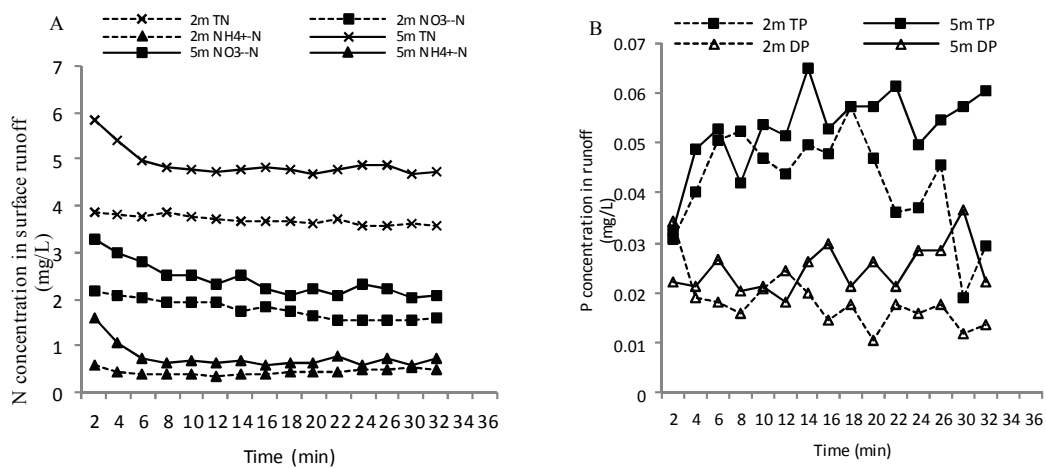 A
2m TN
2m NO3--N
2m NH4+-N
5m TN
5m NO3--N
5m NH4+-N
N concentration in surface runoff
(mg/L)
7
6
5
4
3
2
1
0
2 4 6 8 10 12 14 16 18 20 22 24 26 30 32 34 36
Time (min)
B
2m TP
5m TP
2m DP
5m DP
P concentration in runoff
(mg/L)
0.07
0.06
0.05
0.04
0.03
0.02
0.01
0
2 4 6 8 10 12 14 16 18 20 22 24 26 30 32 34 36
Time (min)